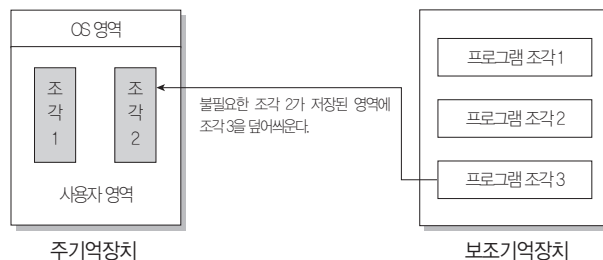 OS 영역
조
각
1
조
각
2
사용자 영역
주기억장치
불필요한 조각 2가 저장된 영역에
조각 3을 덮어씌운다.
프로그램 조각 1
프로그램 조각 2
프로그램 조각 3
보조기억장치